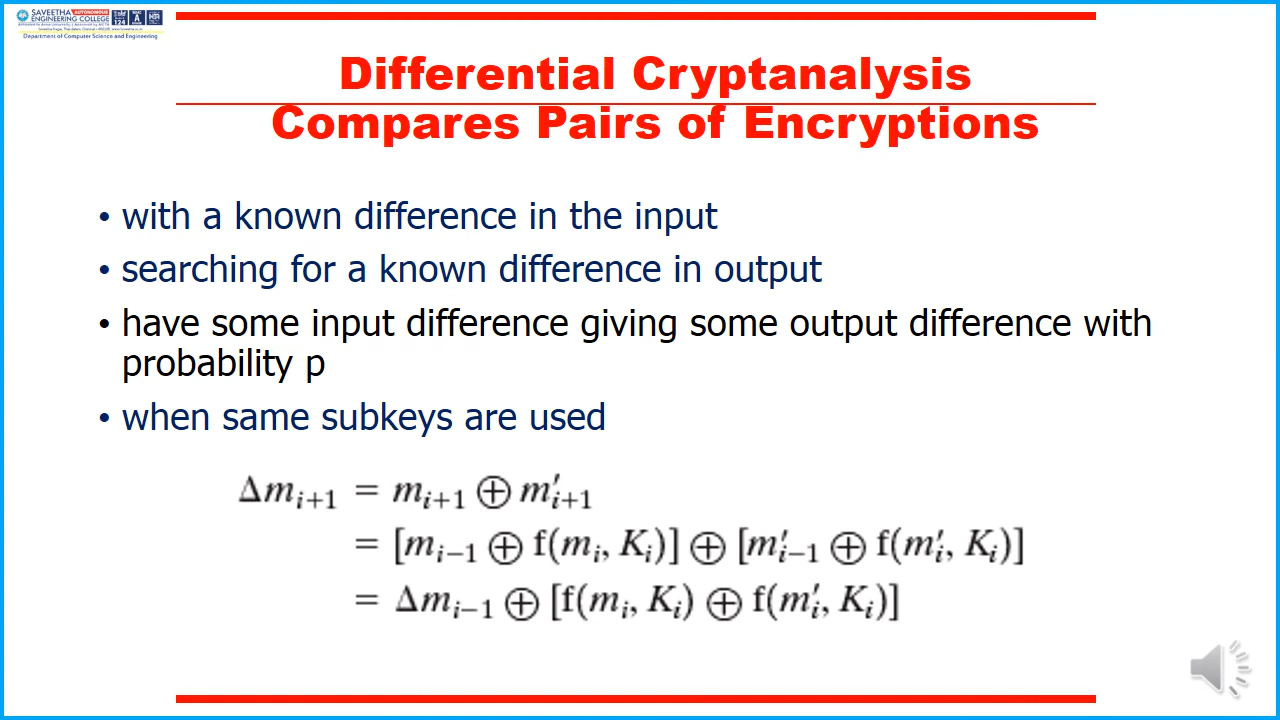 SAVEETHA AUTONOMOUS
ENGINEERING COLLEGE
Department of Computer Science and Engineering
Differential Cryptanalysis
Compares Pairs of Encryptions
• with a known difference in the input
• searching for a known difference in output
• have some input difference giving some output difference with
probability p
• when same subkeys are used
Δm_{i+1} = m_{i+1} ⊕ m′_{i+1}
= [m_{i−1} ⊕ f(m_i, K_i)] ⊕ [m′_{i−1} ⊕ f(m′_i, K_i)]
= Δm_{i−1} ⊕ [f(m_i, K_i) ⊕ f(m′_i, K_i)]